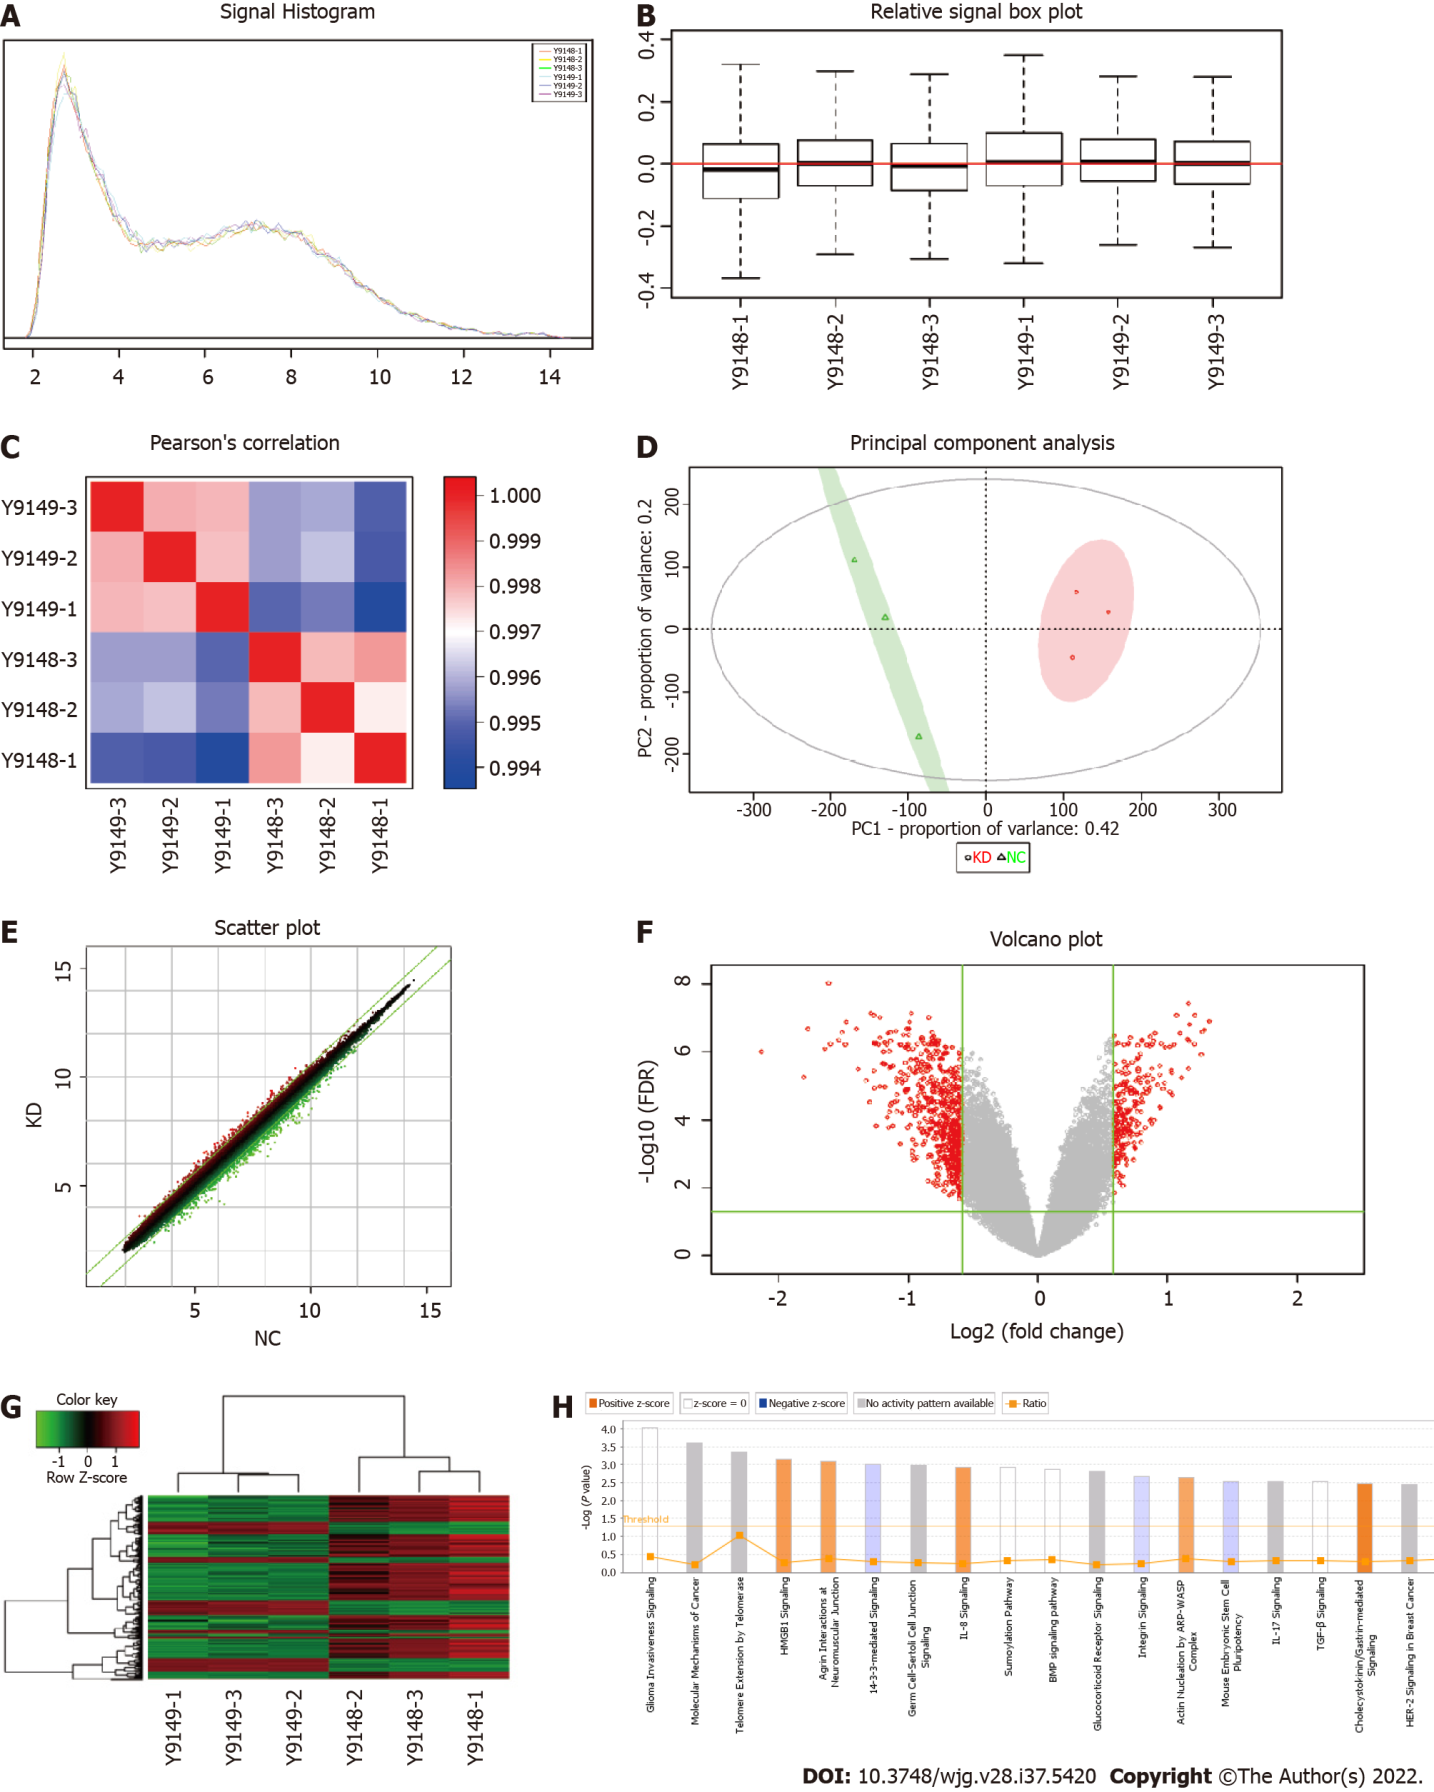 A
Signal Histogram
Y9148-1
Y9148-2
Y9148-3
Y9149-1
Y9149-2
Y9149-3
2 4 6 8 10 12 14
B
Relative signal box plot
0.4
0.2
0.0
-0.2
-0.4
Y9148-1
Y9148-2
Y9148-3
Y9149-1
Y9149-2
Y9149-3
C
Pearson's correlation
Y9149-3
Y9149-2
Y9149-1
Y9148-3
Y9148-2
Y9148-1
Y9149-3
Y9149-2
Y9149-1
Y9148-3
Y9148-2
Y9148-1
1.000
0.999
0.998
0.997
0.996
0.995
0.994
D
Principal component analysis
PC2 - proportion of varlance: 0.2
200
100
0
-100
-200
-300 -200 -100 0 100 200 300
PC1 - proportion of varlance: 0.42
KD NC
E
Scatter plot
KD
15
10
5
5 10 15
NC
F
Volcano plot
-Log10 (FDR)
8
6
4
2
0
-2 -1 0 1 2
Log2 (fold change)
G
Color key
-1 0 1
Row Z-score
Y9149-1
Y9149-3
Y9149-2
Y9148-2
Y9148-3
Y9148-1
H
Positive z-score z-score = 0 Negative z-score No activity pattern available Ratio
-Log (P value)
4.0
3.5
3.0
2.5
2.0
1.5
1.0
0.5
0.0
Threshold
Glioma Invasiveness Signaling
Molecular Mechanisms of Cancer
Telomere Extension by Telomerase
HMGB1 Signaling
Agrin Interactions at
Neuromuscular Junction
14-3-3-mediated Signaling
Germ Cell-Sertoli Cell Junction
Signaling
IL-8 Signaling
Sumoylation Pathway
BMP signaling pathway
Glucocorticoid Receptor Signaling
Integrin Signaling
Actin Nucleation by ARP-WASP
Complex
Mouse Embryonic Stem Cell
Pluripotency
IL-17 Signaling
TGF-β Signaling
Cholecystokinin/Gastrin-mediated
Signaling
HER-2 Signaling in Breast Cancer
DOI: 10.3748/wjg.v28.i37.5420 Copyright ©The Author(s) 2022.